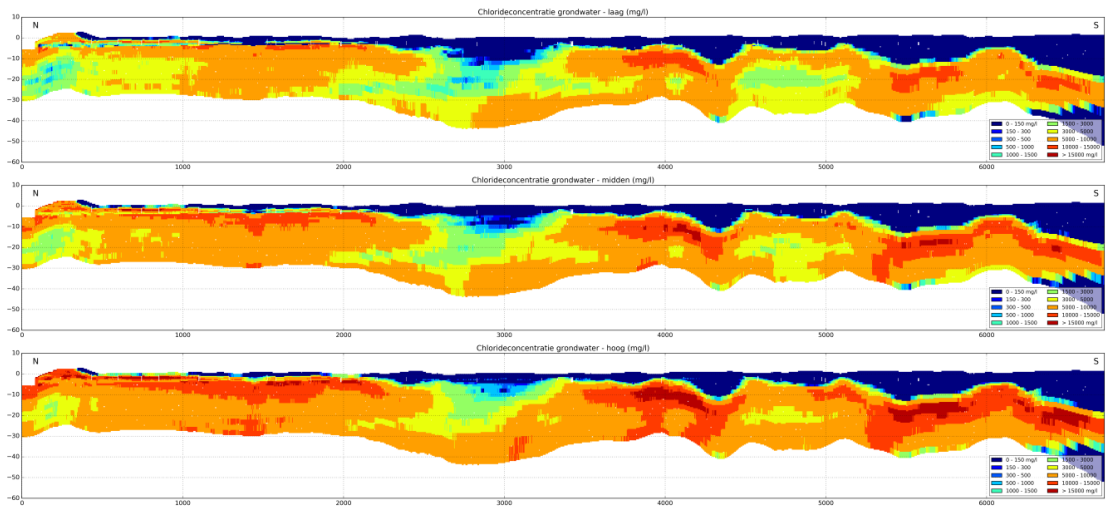 Chlorideconcentratie grondwater - laag (mg/l)
N
S
10
0
−10
−20
−30
−40
−50
−60
0 - 150 mg/l
150 - 300
300 - 500
500 - 1000
1000 - 1500
1500 - 3000
3000 - 5000
5000 - 10000
10000 - 15000
> 15000 mg/l
0
1000
2000
3000
4000
5000
6000
Chlorideconcentratie grondwater - midden (mg/l)
N
S
10
0
−10
−20
−30
−40
−50
−60
0 - 150 mg/l
150 - 300
300 - 500
500 - 1000
1000 - 1500
1500 - 3000
3000 - 5000
5000 - 10000
10000 - 15000
> 15000 mg/l
0
1000
2000
3000
4000
5000
6000
Chlorideconcentratie grondwater - hoog (mg/l)
N
S
10
0
−10
−20
−30
−40
−50
−60
0 - 150 mg/l
150 - 300
300 - 500
500 - 1000
1000 - 1500
1500 - 3000
3000 - 5000
5000 - 10000
10000 - 15000
> 15000 mg/l
0
1000
2000
3000
4000
5000
6000